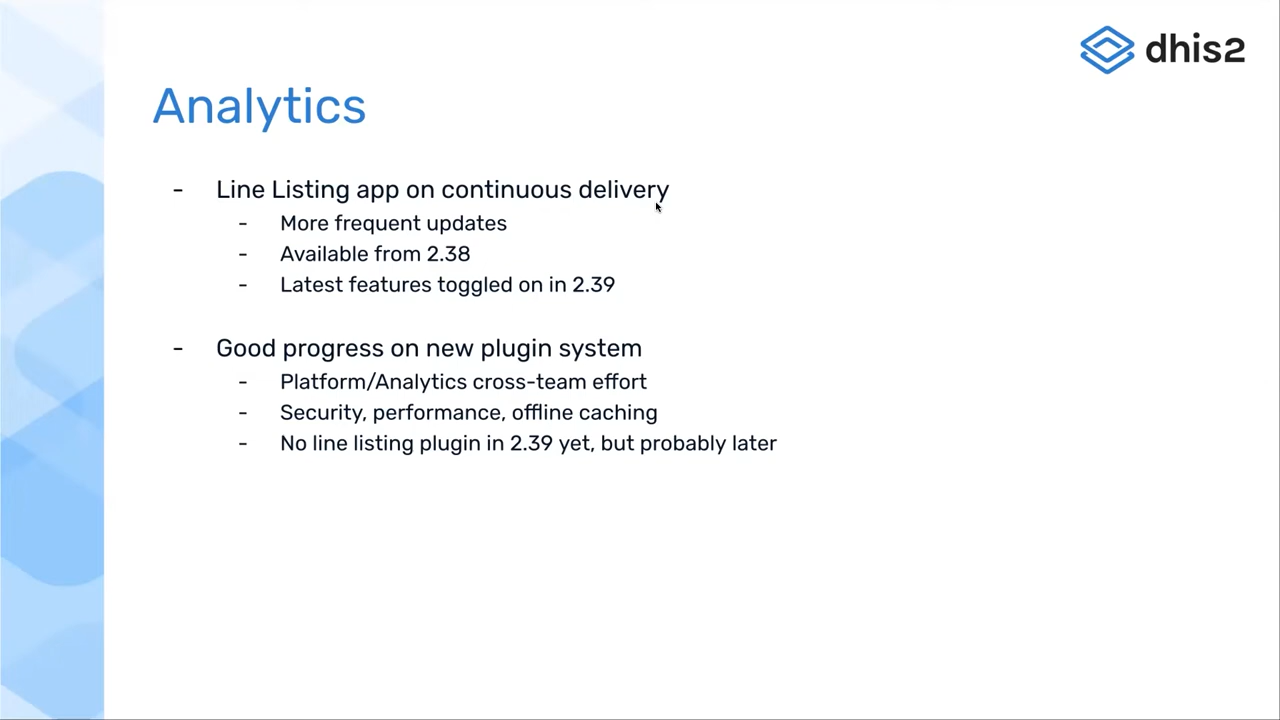 dhis2
Analytics
- Line Listing app on continuous delivery
- More frequent updates
- Available from 2.38
- Latest features toggled on in 2.39
- Good progress on new plugin system
- Platform/Analytics cross-team effort
- Security, performance, offline caching
- No line listing plugin in 2.39 yet, but probably later